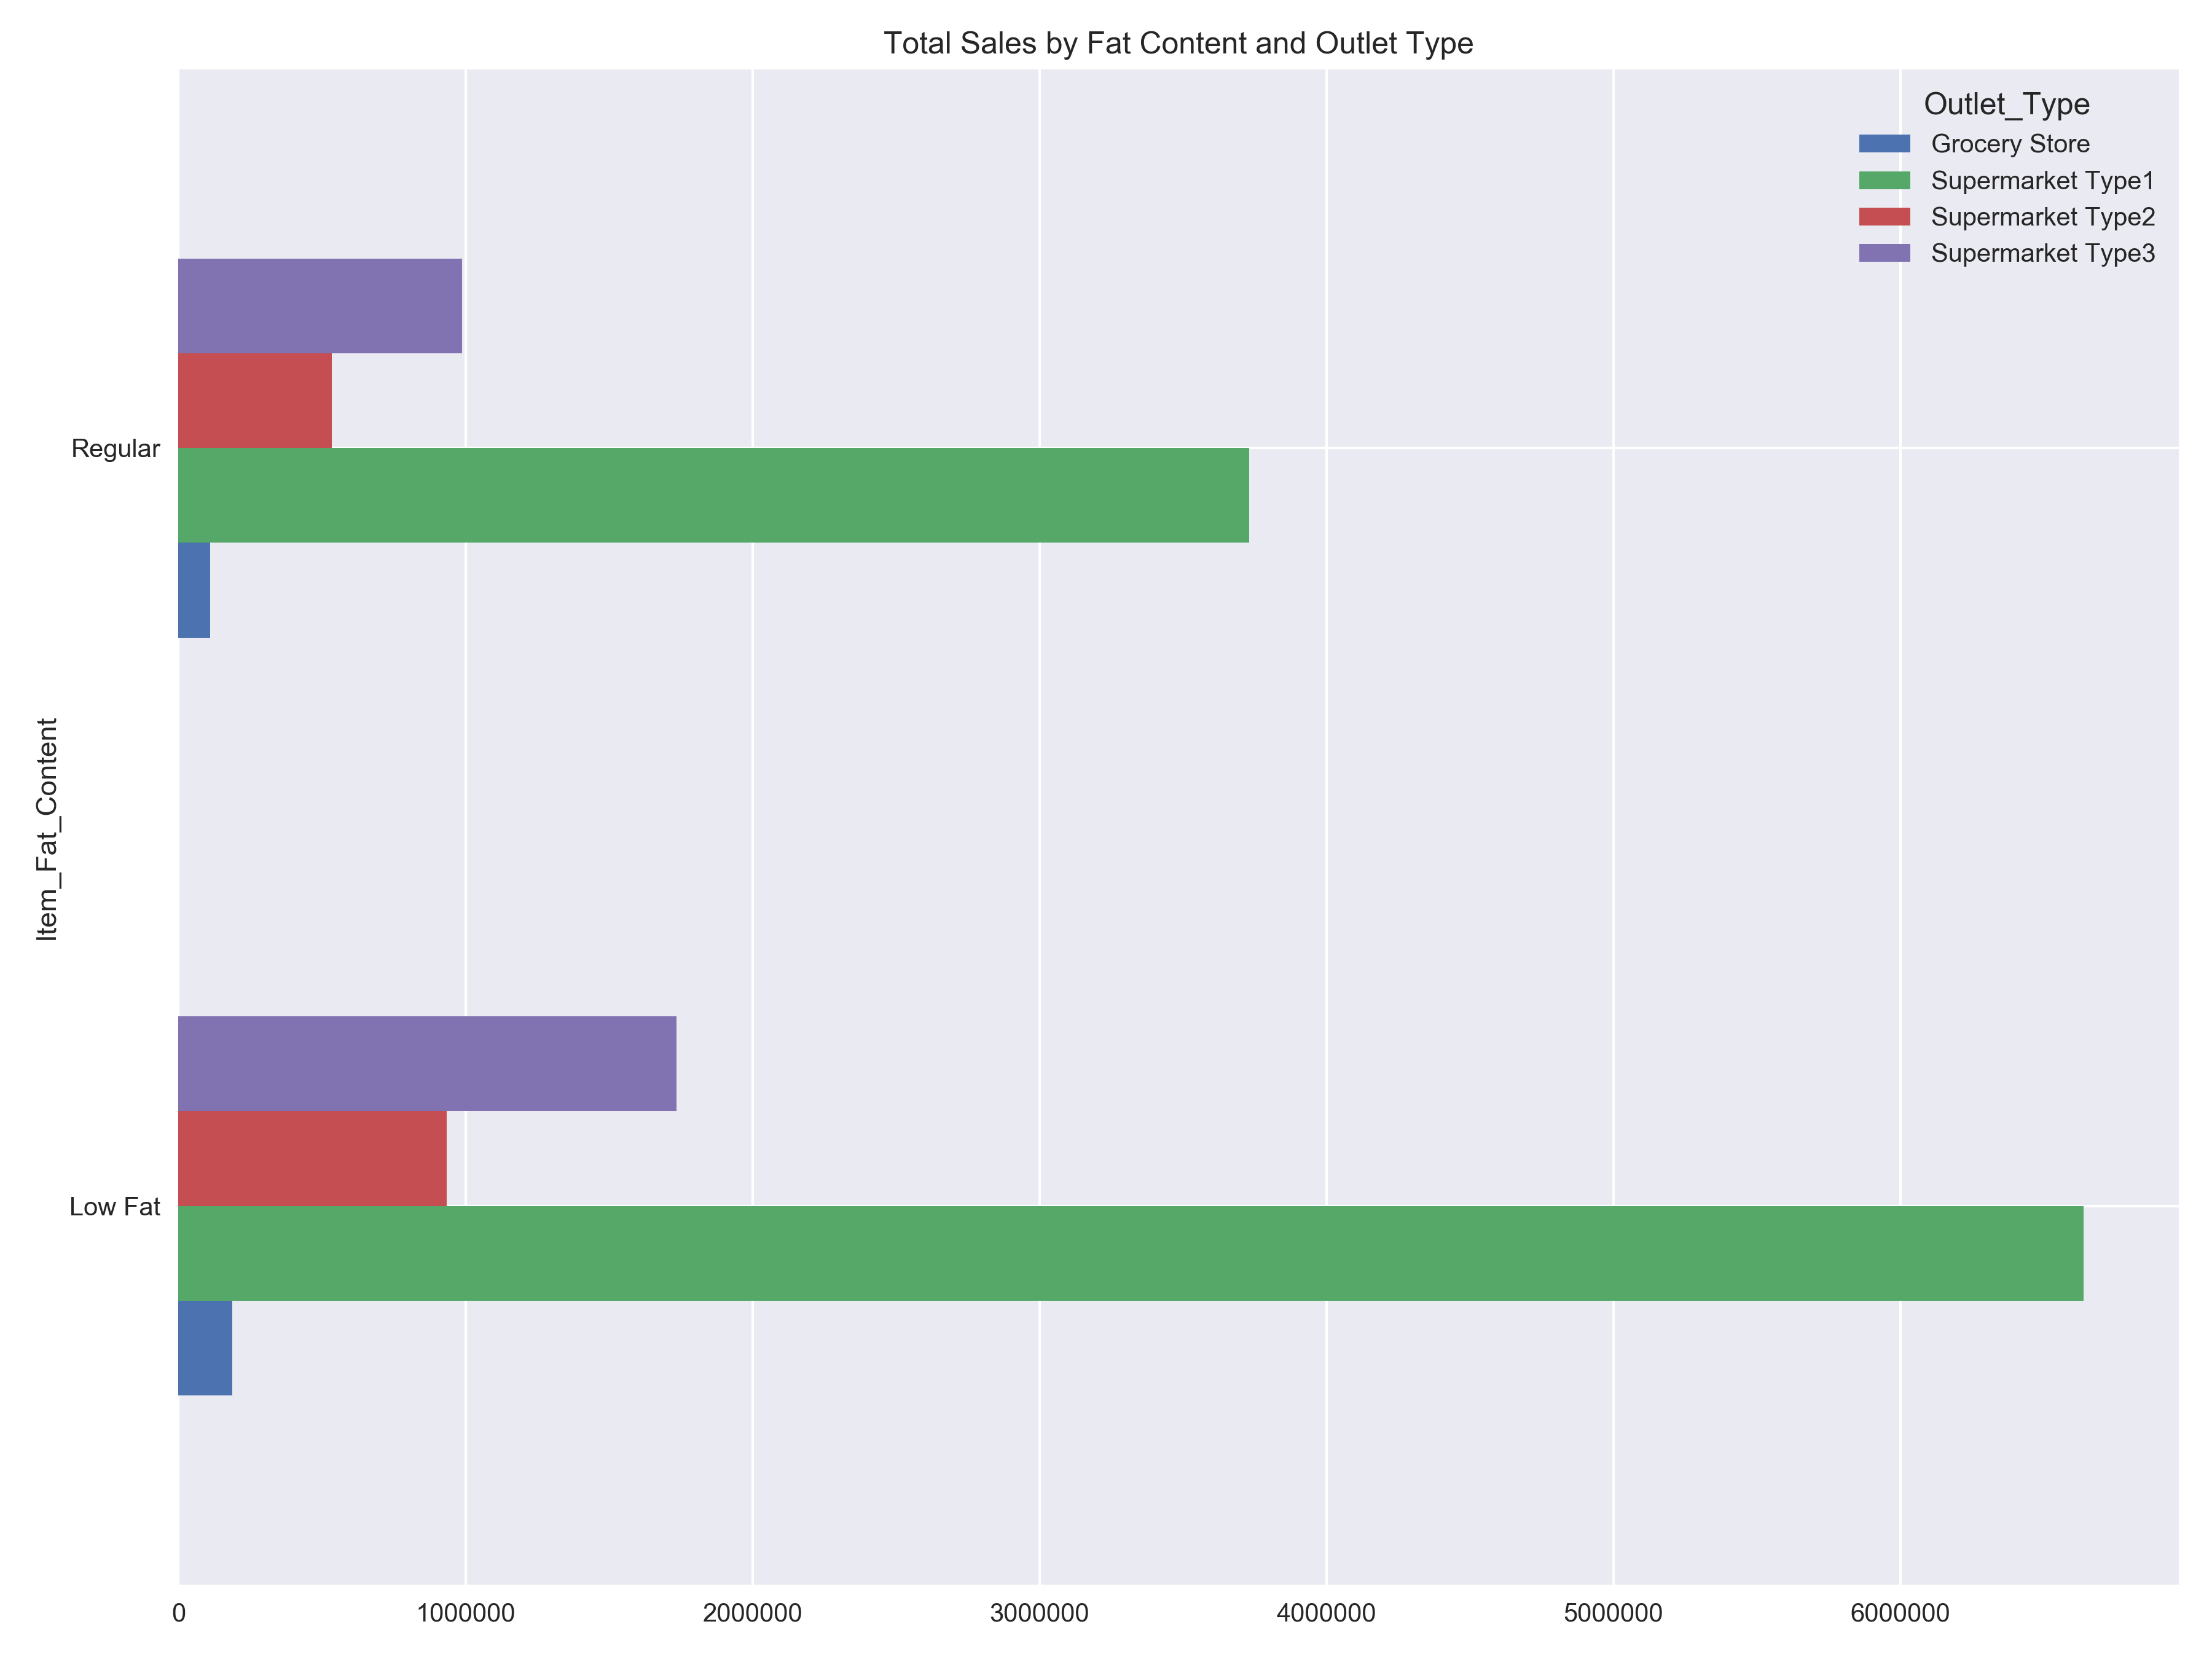 Total Sales by Fat Content and Outlet Type
Outlet_Type
Grocery Store
Supermarket Type1
Supermarket Type2
Supermarket Type3
Item_Fat_Content
Regular
Low Fat
0 1000000 2000000 3000000 4000000 5000000 6000000